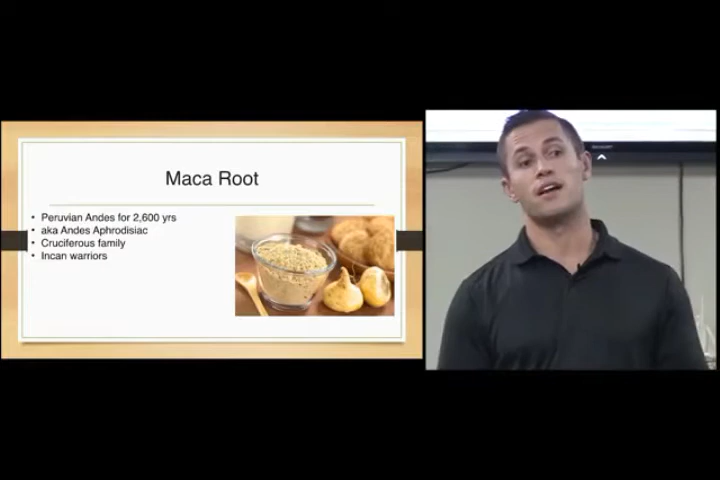 Maca Root
• Peruvian Andes for 2,600 yrs
• aka Andes Aphrodisiac
• Cruciferous family
• Incan warriors